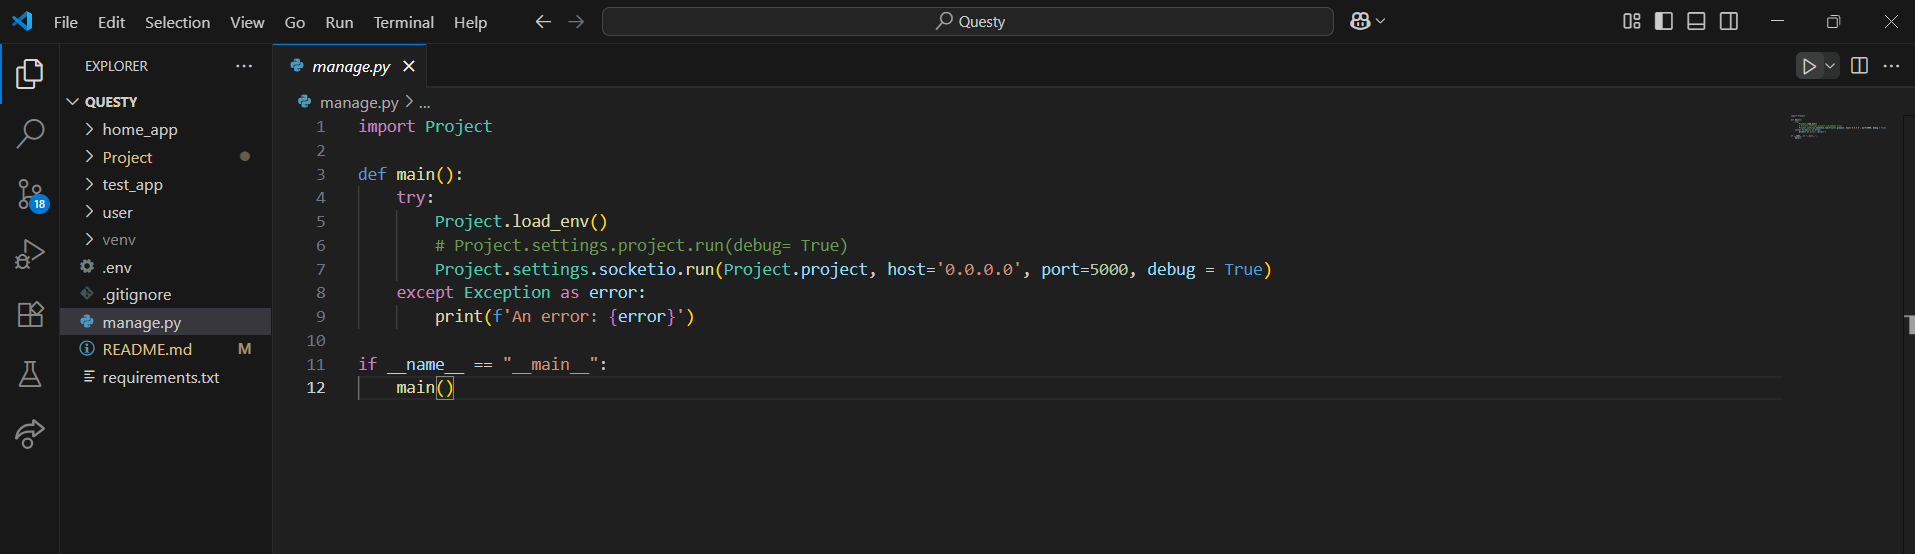 File Edit Selection View Go Run Terminal Help Questy
EXPLORER ...
manage.py
QUESTY
home_app
Project
test_app
user
venv
.env
.gitignore
manage.py
README.md M
requirements.txt
18
manage.py > ...
1 import Project
2
3 def main():
4     try:
5         Project.load_env()
6         # Project.settings.project.run(debug= True)
7         Project.settings.socketio.run(Project.project, host='0.0.0.0', port=5000, debug = True)
8     except Exception as error:
9         print(f'An error: {error}')
10
11 if __name__ == "__main__":
12     main()